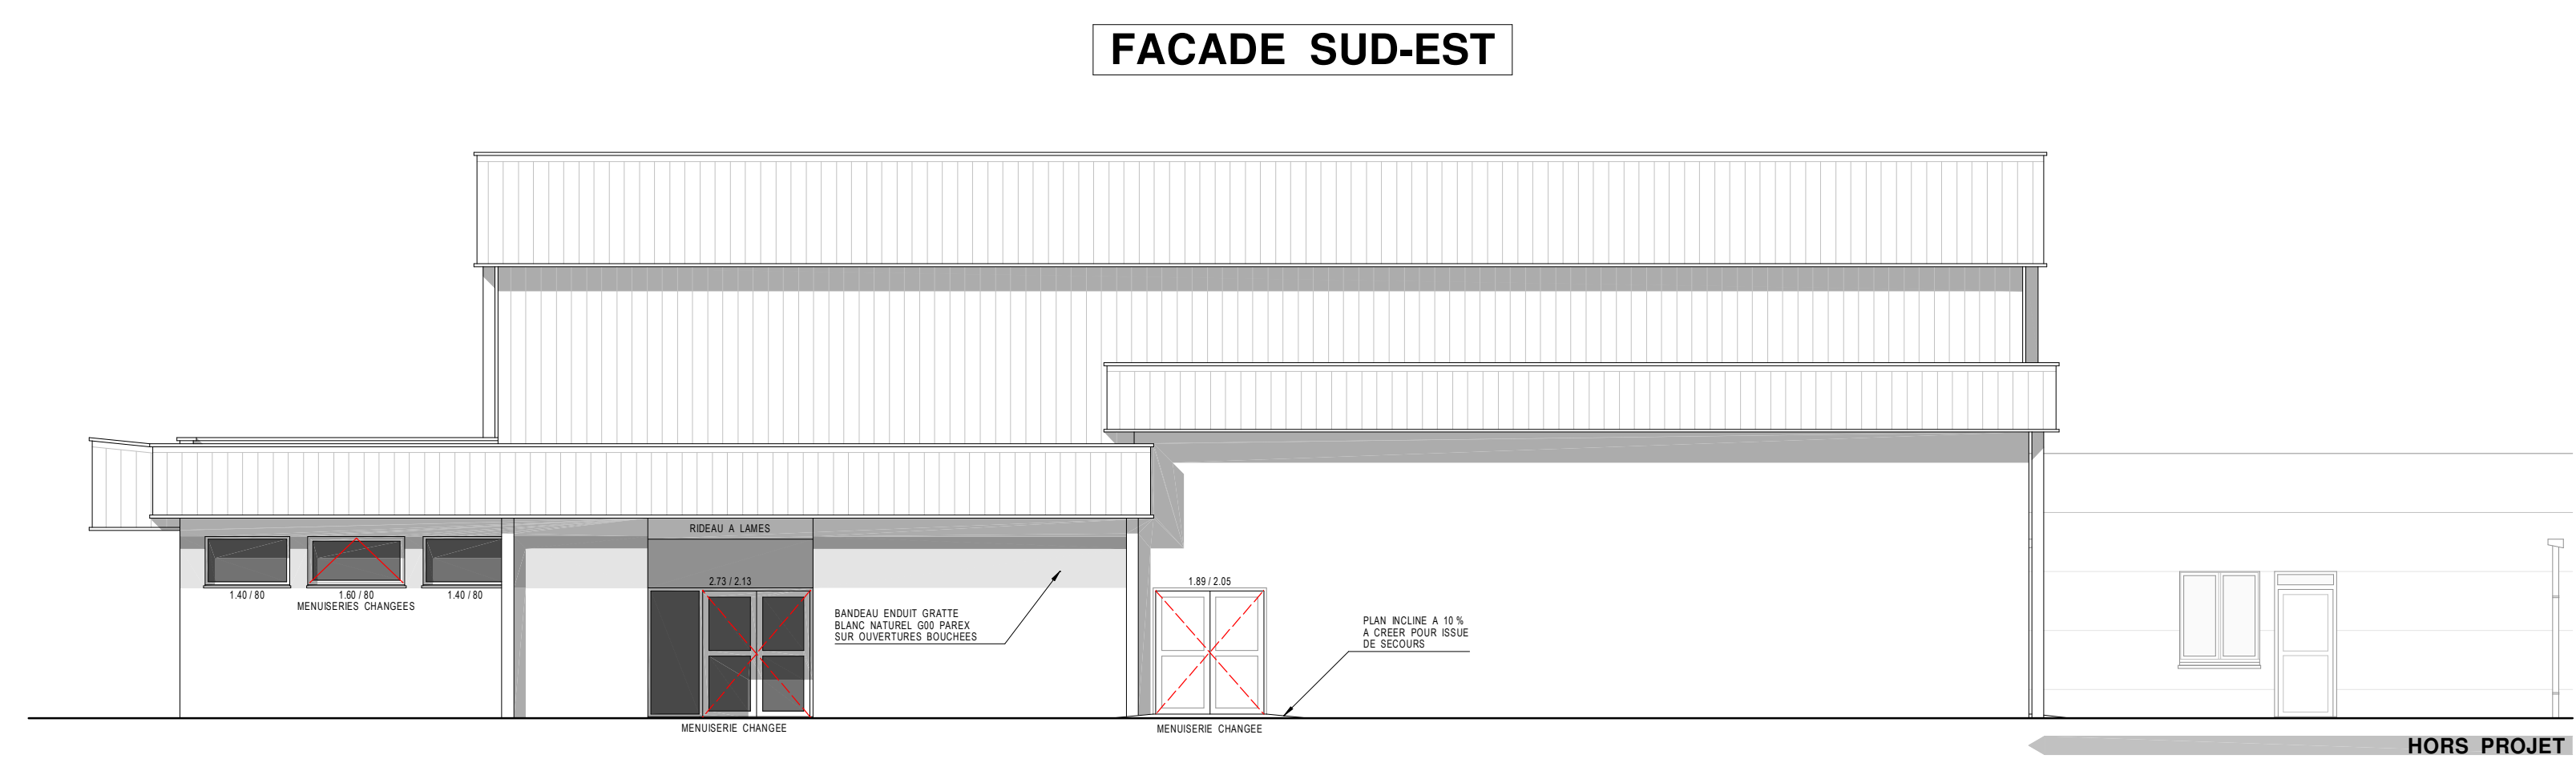 FACADE SUD-EST
RIDEAU A LAMES
2.73 / 2.13
1.89 / 2.05
1.40 / 80
1.60 / 80
1.40 / 80
MENUISERIES CHANGEES
BANDEAU ENDUIT GRATTE
BLANC NATUREL G00 PAREX
SUR OUVERTURES BOUCHEES
PLAN INCLINE A 10 %
A CREER POUR ISSUE
DE SECOURS
MENUISERIE CHANGEE
MENUISERIE CHANGEE
HORS PROJET